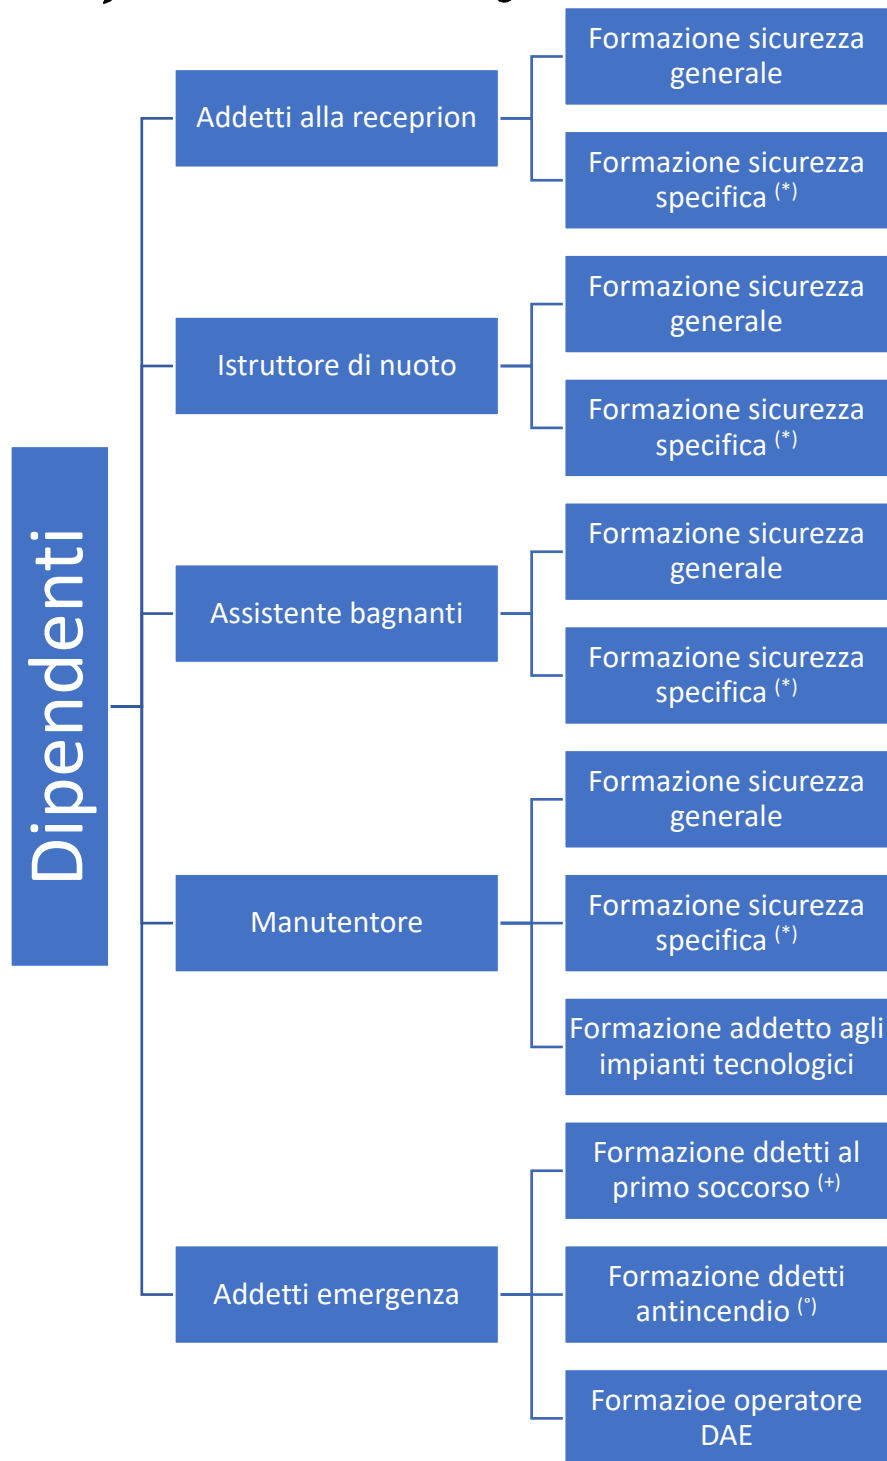 Dipendenti
Addetti alla receprion
Formazione sicurezza
generale
Formazione sicurezza
specifica (*)
Istruttore di nuoto
Formazione sicurezza
generale
Formazione sicurezza
specifica (*)
Assistente bagnanti
Formazione sicurezza
generale
Formazione sicurezza
specifica (*)
Manutentore
Formazione sicurezza
generale
Formazione sicurezza
specifica (*)
Formazione addetto agli
impianti tecnologici
Addetti emergenza
Formazione ddetti al
primo soccorso (+)
Formazione ddetti
antincendio (°)
Formazioe operatore
DAE